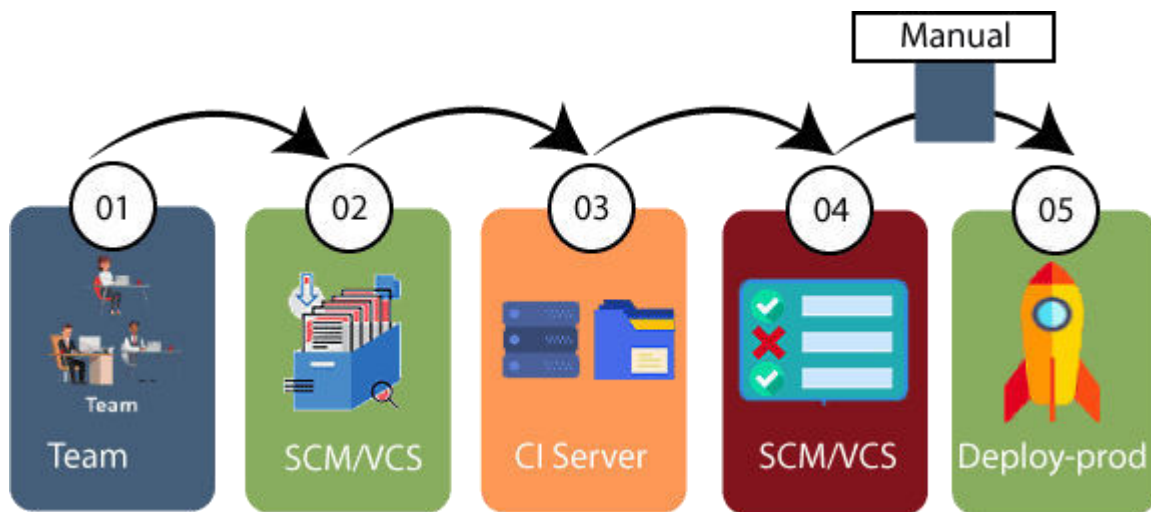 Manual
01
02
03
04
05
Team
Team
SCM/VCS
CI Server
SCM/VCS
Deploy-prod